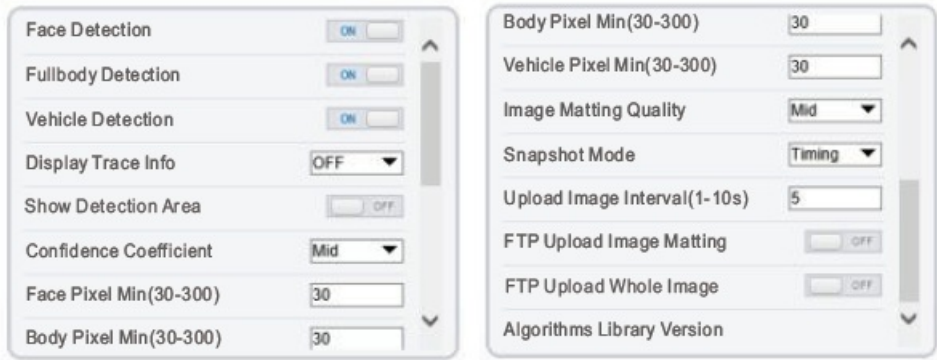 Face Detection ON
Fullbody Detection ON
Vehicle Detection ON
Display Trace Info OFF
Show Detection Area OFF
Confidence Coefficient Mid
Face Pixel Min(30-300) 30
Body Pixel Min(30-300) 30
Body Pixel Min(30-300) 30
Vehicle Pixel Min(30-300) 30
Image Matting Quality Mid
Snapshot Mode Timing
Upload Image Interval(1-10s) 5
FTP Upload Image Matting OFF
FTP Upload Whole Image OFF
Algorithms Library Version